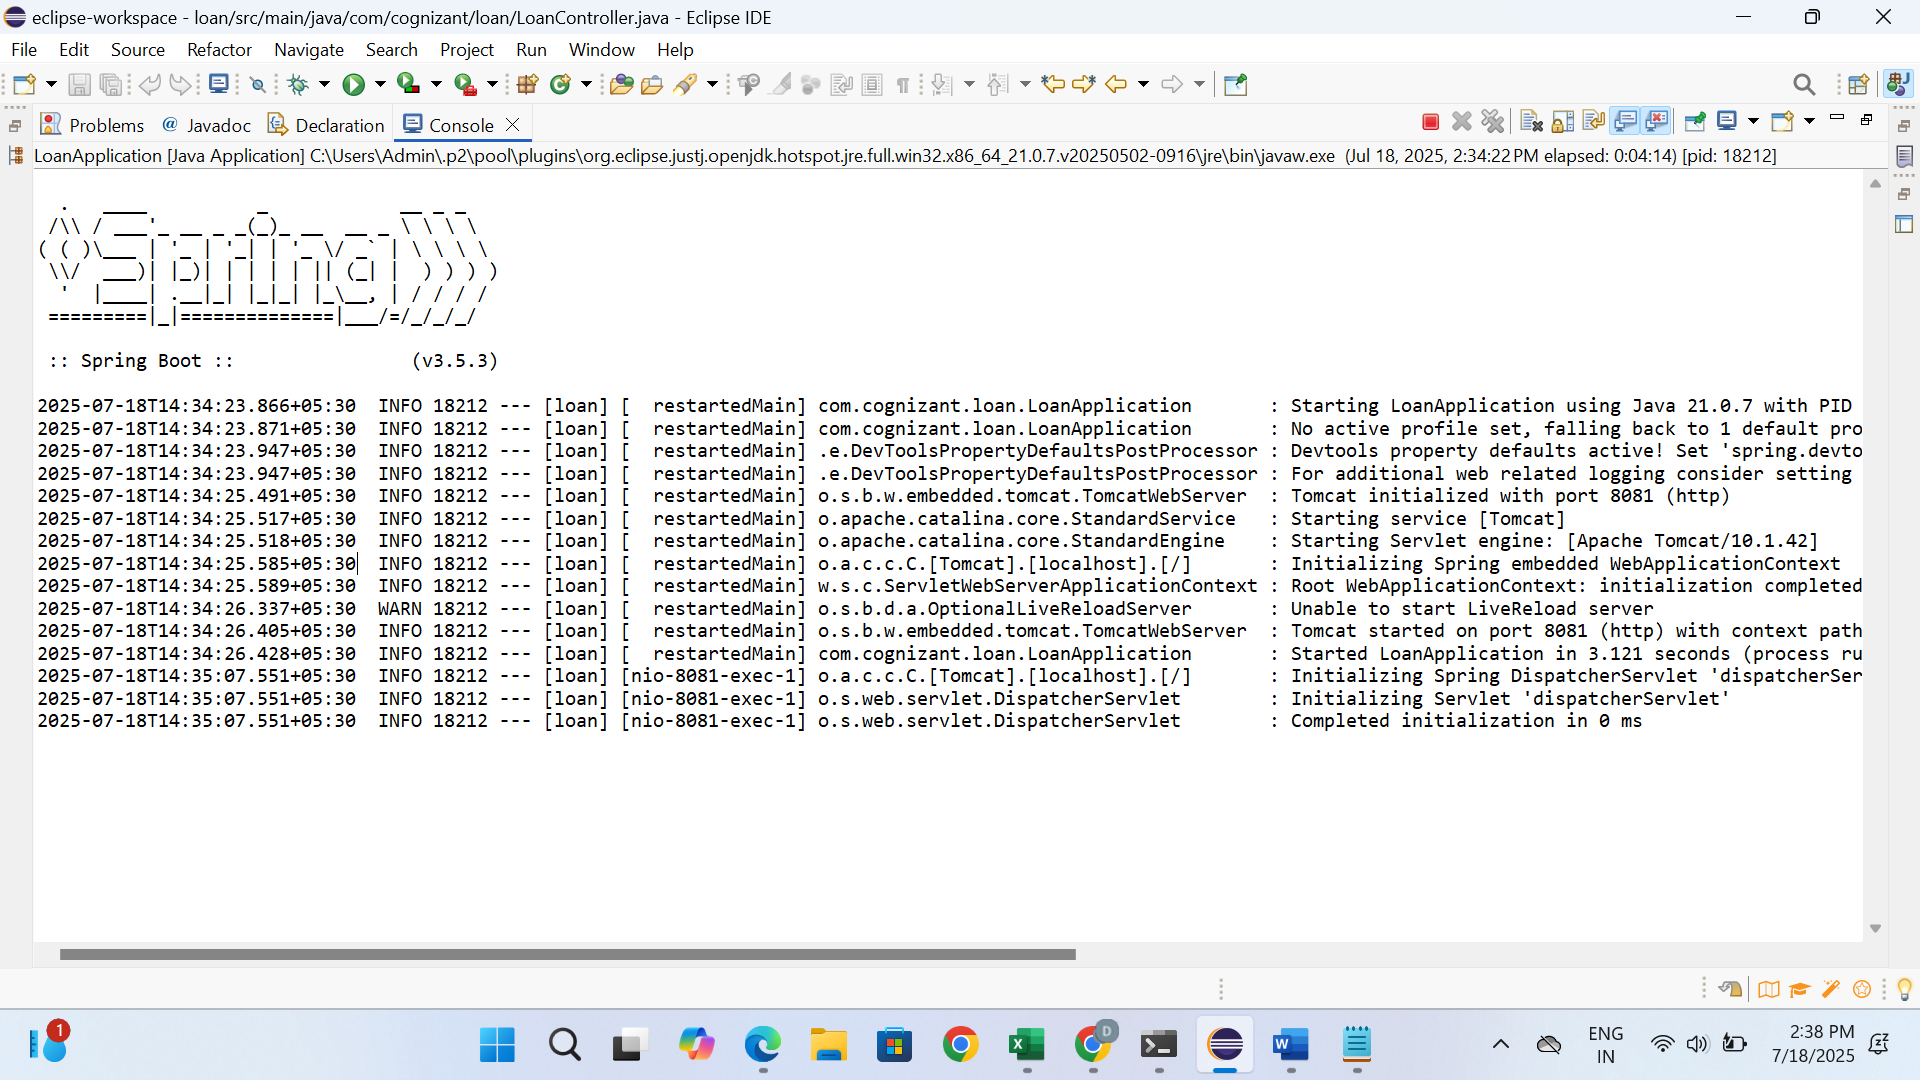 eclipse-workspace - loan/src/main/java/com/cognizant/loan/LoanController.java - Eclipse IDE
File Edit Source Refactor Navigate Search Project Run Window Help
Problems @ Javadoc Declaration Console
LoanApplication [Java Application] C:\Users\Admin\.p2\pool\plugins\org.eclipse.justj.openjdk.hotspot.jre.full.win32.x86_64_21.0.7.v20250502-0916\jre\bin\javaw.exe (Jul 18, 2025, 2:34:22 PM elapsed: 0:04:14) [pid: 18212]
Spring
:: Spring Boot :: (v3.5.3)
2025-07-18T14:34:23.866+05:30 INFO 18212 --- [loan] [ restartedMain] com.cognizant.loan.LoanApplication : Starting LoanApplication using Java 21.0.7 with PID
2025-07-18T14:34:23.871+05:30 INFO 18212 --- [loan] [ restartedMain] com.cognizant.loan.LoanApplication : No active profile set, falling back to 1 default pro
2025-07-18T14:34:23.947+05:30 INFO 18212 --- [loan] [ restartedMain] .e.DevToolsPropertyDefaultsPostProcessor : Devtools property defaults active! Set 'spring.devto
2025-07-18T14:34:23.947+05:30 INFO 18212 --- [loan] [ restartedMain] .e.DevToolsPropertyDefaultsPostProcessor : For additional web related logging consider setting
2025-07-18T14:34:25.491+05:30 INFO 18212 --- [loan] [ restartedMain] o.s.b.w.embedded.tomcat.TomcatWebServer : Tomcat initialized with port 8081 (http)
2025-07-18T14:34:25.517+05:30 INFO 18212 --- [loan] [ restartedMain] o.apache.catalina.core.StandardService : Starting service [Tomcat]
2025-07-18T14:34:25.518+05:30 INFO 18212 --- [loan] [ restartedMain] o.apache.catalina.core.StandardEngine : Starting Servlet engine: [Apache Tomcat/10.1.42]
2025-07-18T14:34:25.585+05:30 INFO 18212 --- [loan] [ restartedMain] o.a.c.c.C.[Tomcat].[localhost].[/] : Initializing Spring embedded WebApplicationContext
2025-07-18T14:34:25.589+05:30 INFO 18212 --- [loan] [ restartedMain] w.s.c.ServletWebServerApplicationContext : Root WebApplicationContext: initialization completed
2025-07-18T14:34:26.337+05:30 WARN 18212 --- [loan] [ restartedMain] o.s.b.d.a.OptionalLiveReloadServer : Unable to start LiveReload server
2025-07-18T14:34:26.405+05:30 INFO 18212 --- [loan] [ restartedMain] o.s.b.w.embedded.tomcat.TomcatWebServer : Tomcat started on port 8081 (http) with context path
2025-07-18T14:34:26.428+05:30 INFO 18212 --- [loan] [ restartedMain] com.cognizant.loan.LoanApplication : Started LoanApplication in 3.121 seconds (process ru
2025-07-18T14:35:07.551+05:30 INFO 18212 --- [loan] [nio-8081-exec-1] o.a.c.c.C.[Tomcat].[localhost].[/] : Initializing Spring DispatcherServlet 'dispatcherSer
2025-07-18T14:35:07.551+05:30 INFO 18212 --- [loan] [nio-8081-exec-1] o.s.web.servlet.DispatcherServlet : Initializing Servlet 'dispatcherServlet'
2025-07-18T14:35:07.551+05:30 INFO 18212 --- [loan] [nio-8081-exec-1] o.s.web.servlet.DispatcherServlet : Completed initialization in 0 ms
1
D
ENG
IN
2:38 PM
7/18/2025